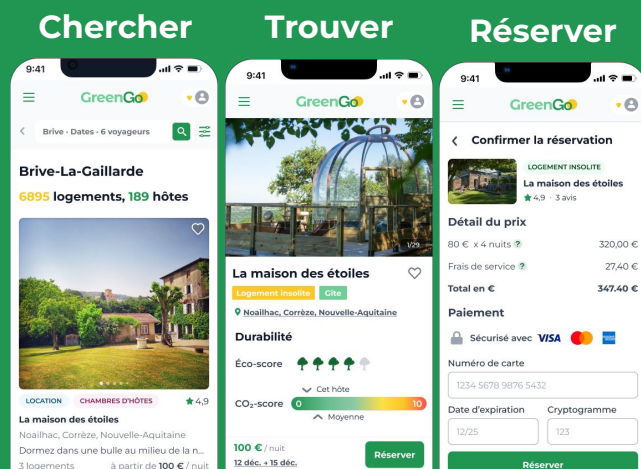 Chercher
9:41
GreenGo
Brive · Dates · 6 voyageurs
Brive-La-Gaillarde
6895 logements, 189 hôtes
LOCATION
CHAMBRES D'HÔTES
4,9
La maison des étoiles
Noailhac, Corrèze, Nouvelle-Aquitaine
Dormez dans une bulle au milieu de la n...
3 logements
à partir de 100 € / nuit
Trouver
9:41
GreenGo
1/29
La maison des étoiles
Logement insolite
Gîte
Noailhac, Corrèze, Nouvelle-Aquitaine
Durabilité
Éco-score
Cet hôte
CO₂-score
0
10
Moyenne
100 € / nuit
12 déc. → 15 déc.
Réserver
Réserver
9:41
GreenGo
Confirmer la réservation
LOGEMENT INSOLITE
La maison des étoiles
4,9 · 3 avis
Détail du prix
80 € x 4 nuits ?
320,00 €
Frais de service ?
27,40 €
Total en €
347.40 €
Paiement
Sécurisé avec VISA
Numéro de carte
1234 5678 9876 5432
Date d'expiration
Cryptogramme
12/25
123
Réserver